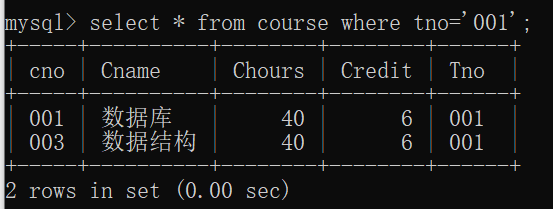 mysql> select * from course where tno='001';
+-----+----------+--------+--------+------+
| cno | Cname | Chours | Credit | Tno |
+-----+----------+--------+--------+------+
| 001 | 数据库 | 40 | 6 | 001 |
| 003 | 数据结构 | 40 | 6 | 001 |
+-----+----------+--------+--------+------+
2 rows in set (0.00 sec)